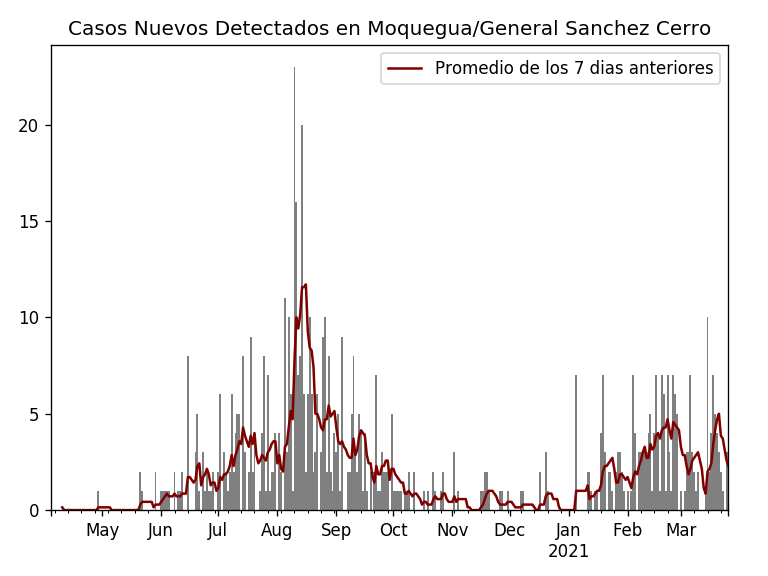 Casos Nuevos Detectados en Moquegua/General Sanchez Cerro
Promedio de los 7 dias anteriores
20
15
10
5
0
May Jun Jul Aug Sep Oct Nov Dec Jan Feb Mar
2021